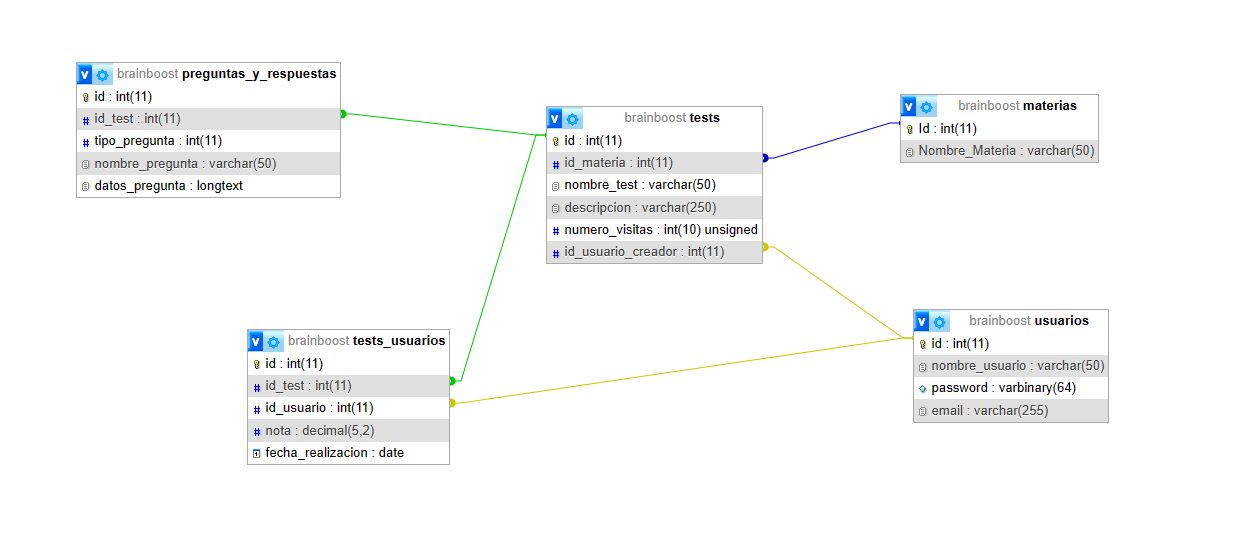 brainboost preguntas_y_respuestas
id : int(11)
id_test : int(11)
tipo_pregunta : int(11)
nombre_pregunta : varchar(50)
datos_pregunta : longtext
brainboost tests
id : int(11)
id_materia : int(11)
nombre_test : varchar(50)
descripcion : varchar(250)
numero_visitas : int(10) unsigned
id_usuario_creador : int(11)
brainboost materias
Id : int(11)
Nombre_Materia : varchar(50)
brainboost tests_usuarios
id : int(11)
id_test : int(11)
id_usuario : int(11)
nota : decimal(5,2)
fecha_realizacion : date
brainboost usuarios
id : int(11)
nombre_usuario : varchar(50)
password : varbinary(64)
email : varchar(255)